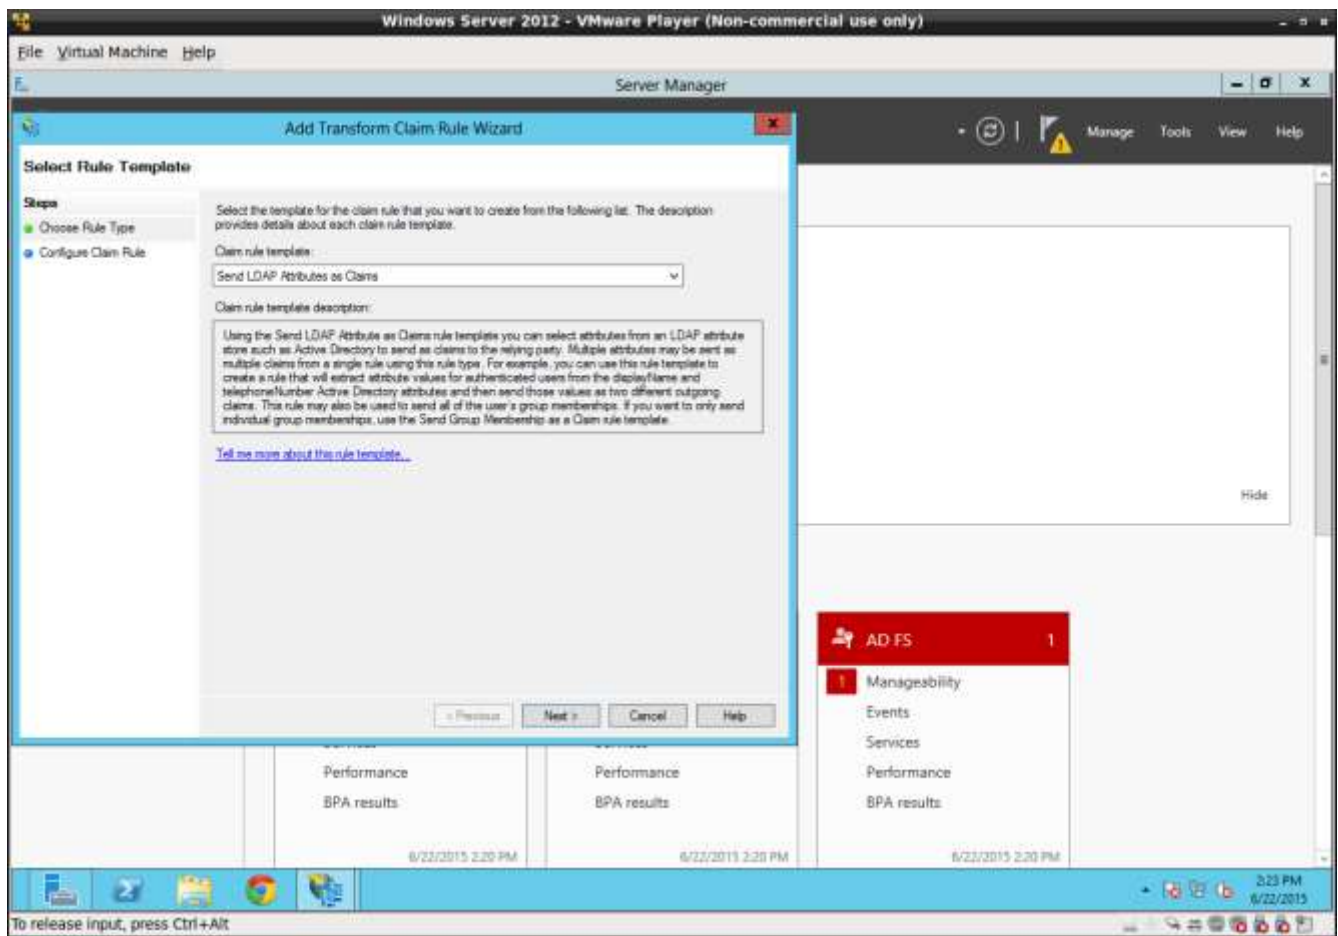 Windows Server 2012 - VMware Player (Non-commercial use only)
File Virtual Machine Help
Server Manager
Add Transform Claim Rule Wizard
Manage Tools View Help
Select Rule Template
Steps
Choose Rule Type
Configure Claim Rule
Select the template for the claim rule that you want to create from the following list. The description
provides details about each claim rule template.
Claim rule template:
Send LDAP Attributes as Claims
Claim rule template description:
Using the Send LDAP Attribute as Claims rule template you can select attributes from an LDAP attribute
store such as Active Directory to send as claims to the relying party. Multiple attributes may be sent as
multiple claims from a single rule using this rule type. For example, you can use this rule template to
create a rule that will extract attribute values for authenticated users from the displayName and
telephoneNumber Active Directory attributes and then send those values as two different outgoing
claims. This rule may also be used to send all of the user's group memberships. If you want to only send
individual group memberships, use the Send Group Membership as a Claim rule template.
Tell me more about this rule template...
Hide
< Previous Next > Cancel Help
AD FS 1
1 Manageability
Events
Services
Performance
BPA results
6/22/2015 2:20 PM
Performance
BPA results
6/22/2015 2:20 PM
Performance
BPA results
6/22/2015 2:20 PM
2:23 PM
6/22/2015
To release input, press Ctrl+Alt